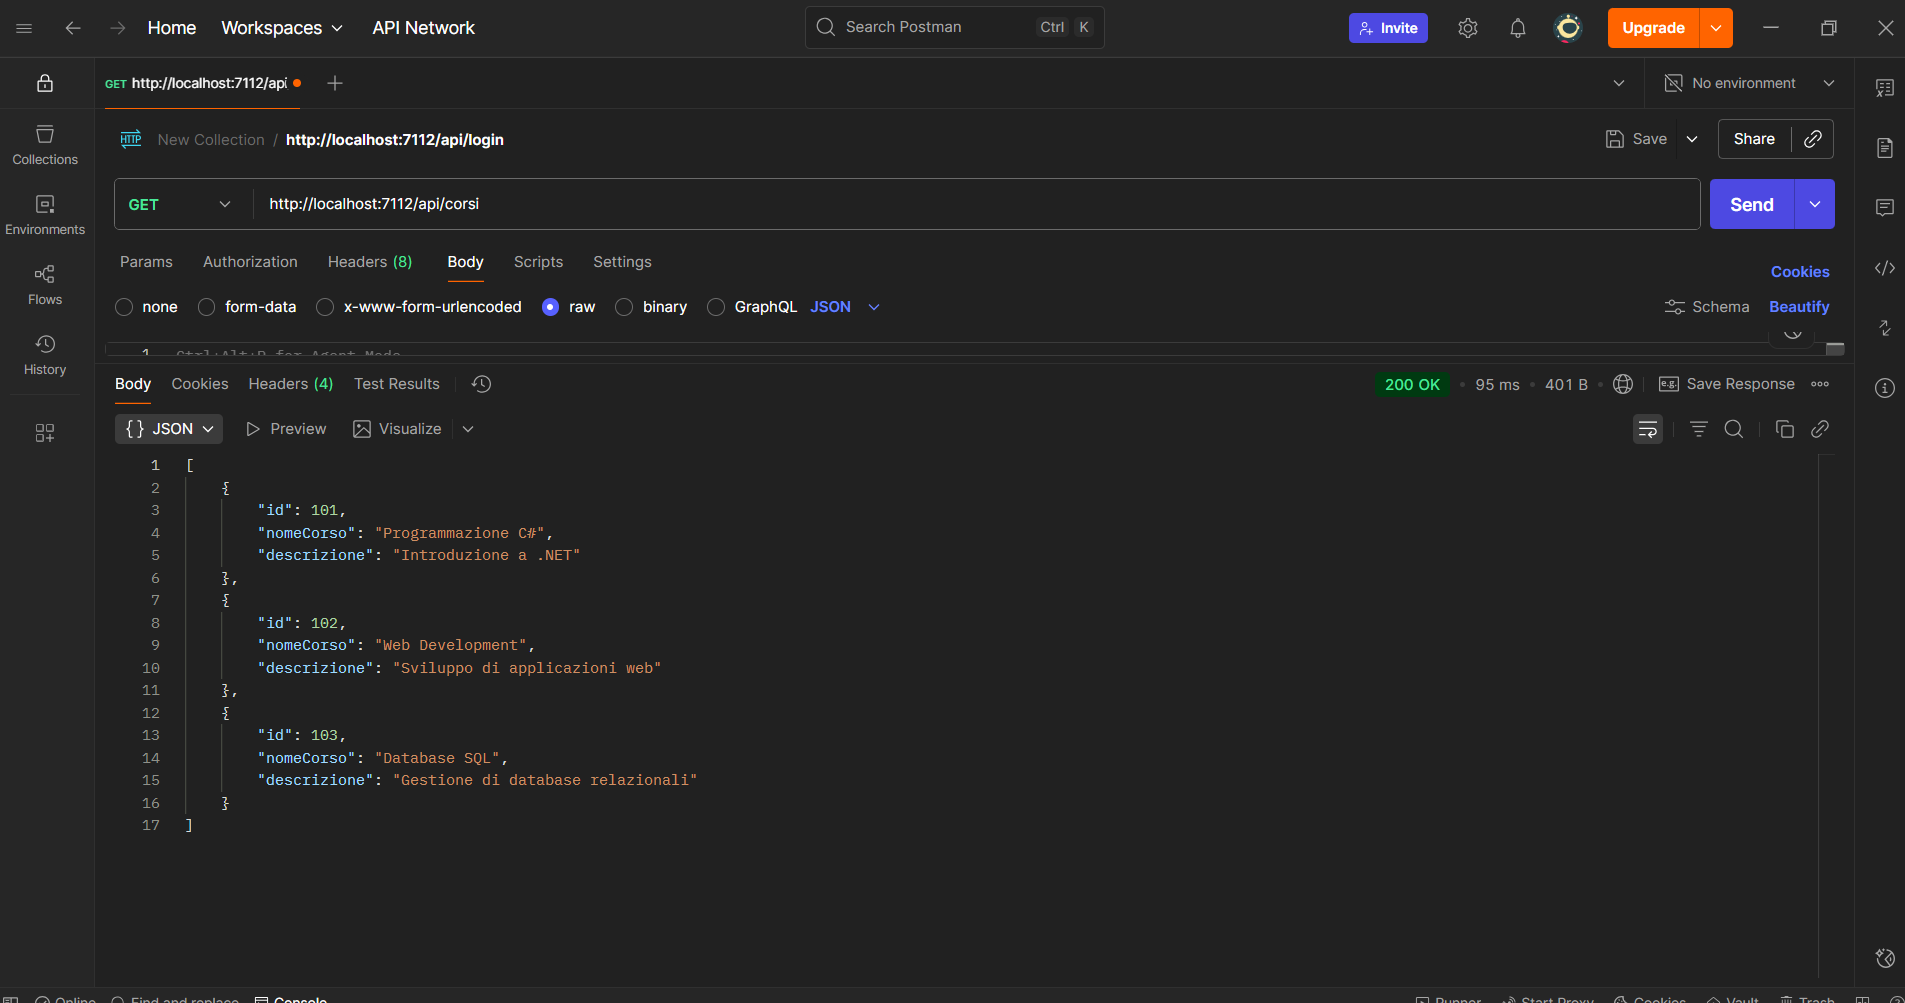 Home Workspaces API Network Search Postman Ctrl K Invite Upgrade
GET http://localhost:7112/api No environment
Collections
Environments
Flows
History
New Collection / http://localhost:7112/api/login Save Share
GET http://localhost:7112/api/corsi Send
Params Authorization Headers (8) Body Scripts Settings Cookies
none form-data x-www-form-urlencoded raw binary GraphQL JSON Schema Beautify
1
Body Cookies Headers (4) Test Results 200 OK • 95 ms • 401 B • e.g. Save Response
{} JSON Preview Visualize
1 [
2 {
3 "id": 101,
4 "nomeCorso": "Programmazione C#",
5 "descrizione": "Introduzione a .NET"
6 },
7 {
8 "id": 102,
9 "nomeCorso": "Web Development",
10 "descrizione": "Sviluppo di applicazioni web"
11 },
12 {
13 "id": 103,
14 "nomeCorso": "Database SQL",
15 "descrizione": "Gestione di database relazionali"
16 }
17 ]
Online Find and replace Console Runner Start Proxy Cookies Vault Trash